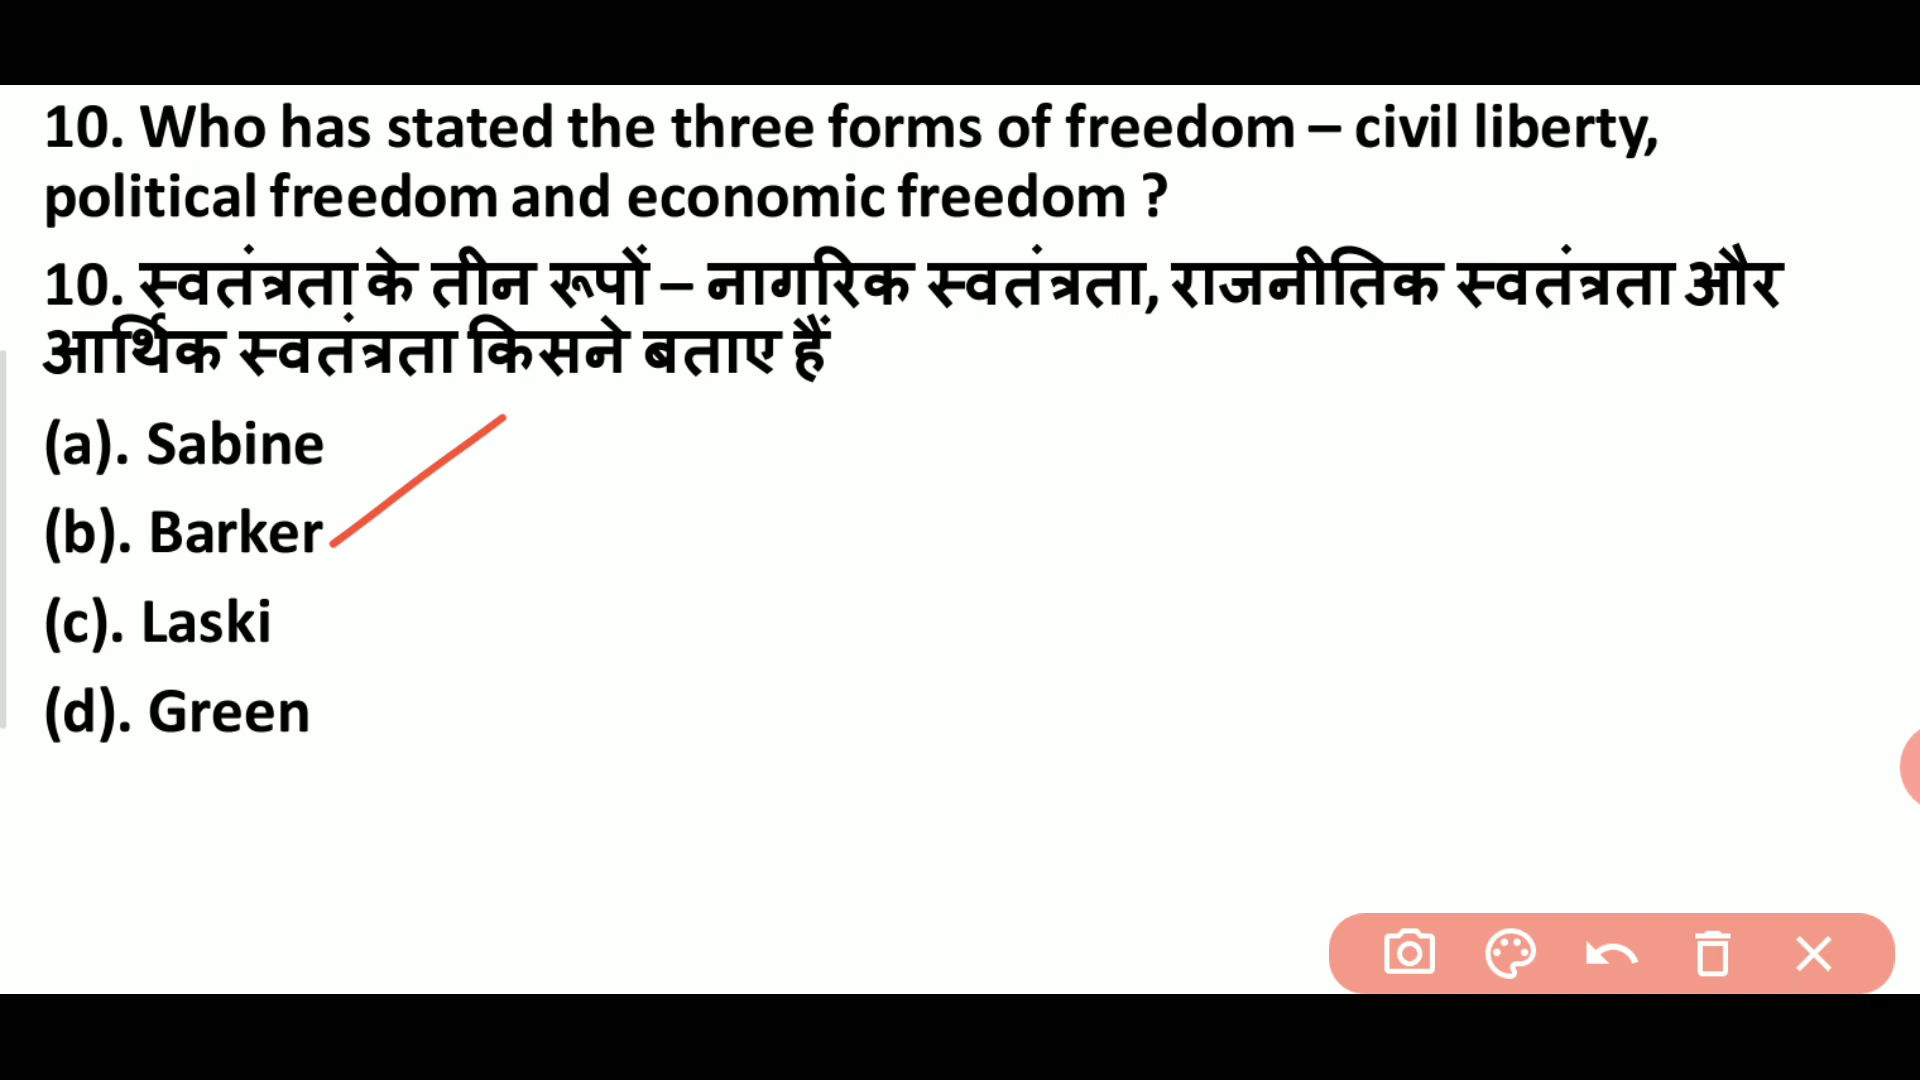 10. Who has stated the three forms of freedom – civil liberty,
political freedom and economic freedom ?
10. स्वतंत्रता के तीन रूपों – नागरिक स्वतंत्रता, राजनीतिक स्वतंत्रता और
आर्थिक स्वतंत्रता किसने बताए हैं
(a). Sabine
(b). Barker
(c). Laski
(d). Green